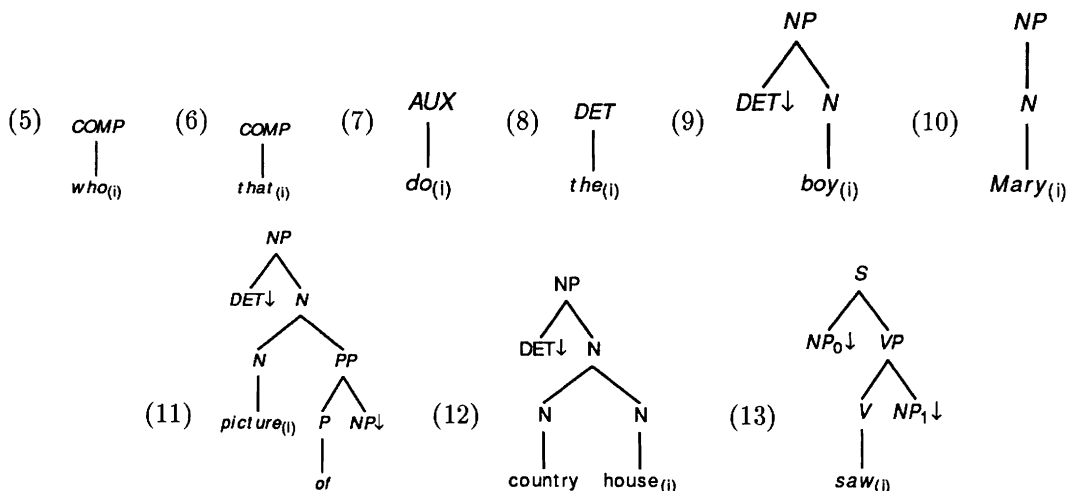 (5) COMP who(i)
(6) COMP that(i)
(7) AUX do(i)
(8) DET the(i)
(9) NP DET↓ N boy(i)
(10) NP N Mary(i)
(11) NP DET↓ N N PP picture(i) P NP↓ of
(12) NP DET↓ N N N country house(i)
(13) S NP₀↓ VP V NP₁↓ saw(i)